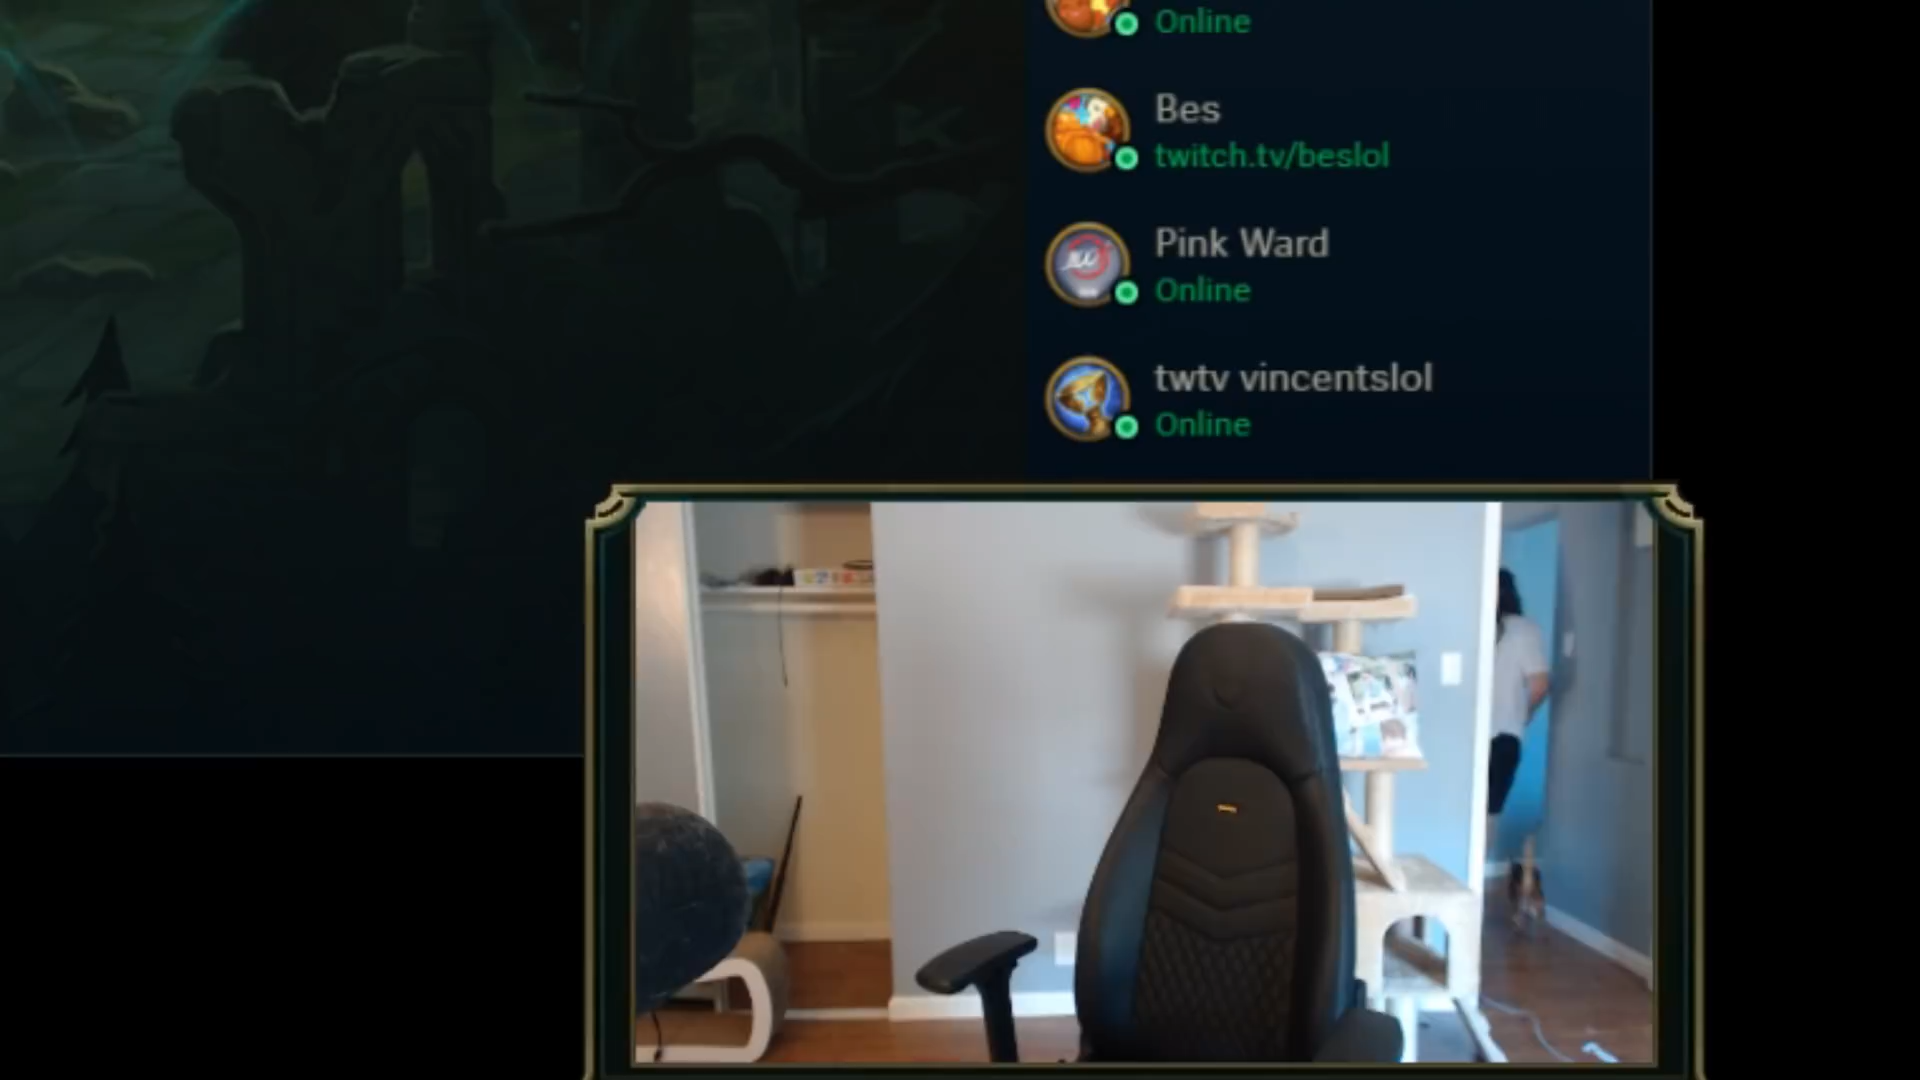 Online
Bes
twitch.tv/beslol
Pink Ward
Online
twtv vincentslol
Online